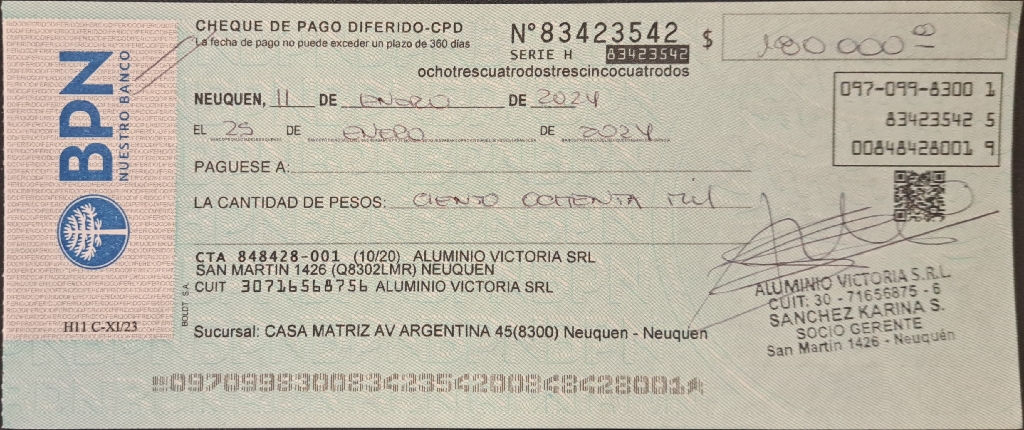 CHEQUE DE PAGO DIFERIDO-CPD
La fecha de pago no puede exceder un plazo de 360 días
Nº83423542
SERIE H 83423542
ochotrescuatrodostrescincocuatrodos
$ 180 000 00
BPN
NUESTRO BANCO
097-099-8300 1
83423542 5
00848428001 9
NEUQUEN, 11 DE ENERO DE 2024
EL 25 DE ENERO DE 2024
PAGUESE A:
LA CANTIDAD DE PESOS: CIENTO OCHENTA MIL
CTA 848428-001 (10/20) ALUMINIO VICTORIA SRL
SAN MARTIN 1426 (Q8302LMR) NEUQUEN
CUIT 30716568756 ALUMINIO VICTORIA SRL
BOLDT S.A.
H11 C-XI/23
Sucursal: CASA MATRIZ AV ARGENTINA 45(8300) Neuquen - Neuquen
ALUMINIO VICTORIA S.R.L.
CUIT: 30 - 71656875 - 6
SANCHEZ KARINA S.
SOCIO GERENTE
San Martín 1426 - Neuquén
09709983008342354200848428001